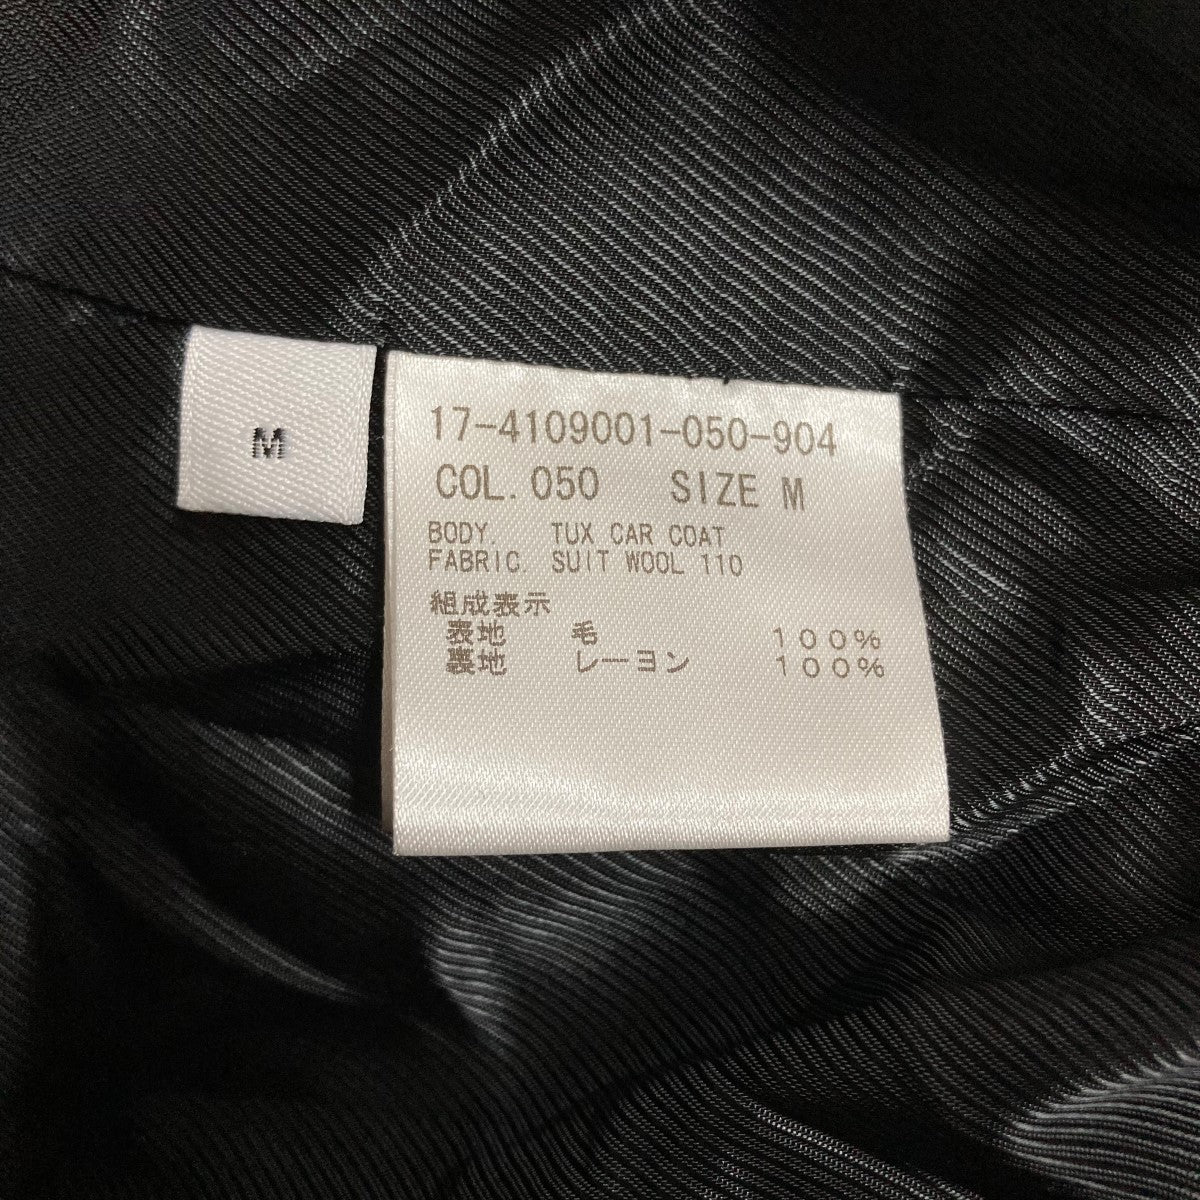 M
17-4109001-050-904
COL. 050 SIZE M
BODY. TUX CAR COAT
FABRIC. SUIT WOOL 110
組成表示
表地 毛 100%
裏地 レーヨン 100%